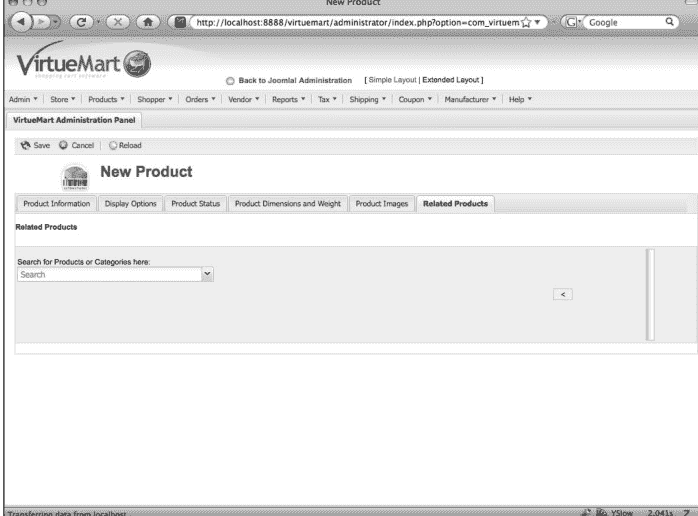 New Product
http://localhost:8888/virtuemart/administrator/index.php?option=com_virtuem
G Google
VirtueMart
shopping cart software
Back to Joomla! Administration [ Simple Layout | Extended Layout ]
Admin Store Products Shopper Orders Vendor Reports Tax Shipping Coupon Manufacturer Help
VirtueMart Administration Panel
Save Cancel Reload
New Product
Product Information Display Options Product Status Product Dimensions and Weight Product Images Related Products
Related Products
Search for Products or Categories here:
Search
<
Transferring data from localhost YSlow 2.041s